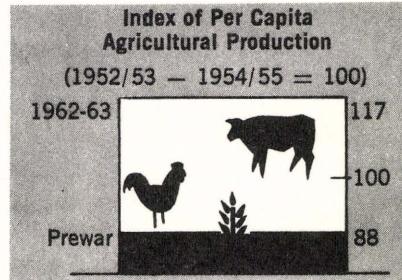 Index of Per Capita
Agricultural Production
(1952/53 – 1954/55 = 100)
1962-63 117
100
Prewar 88